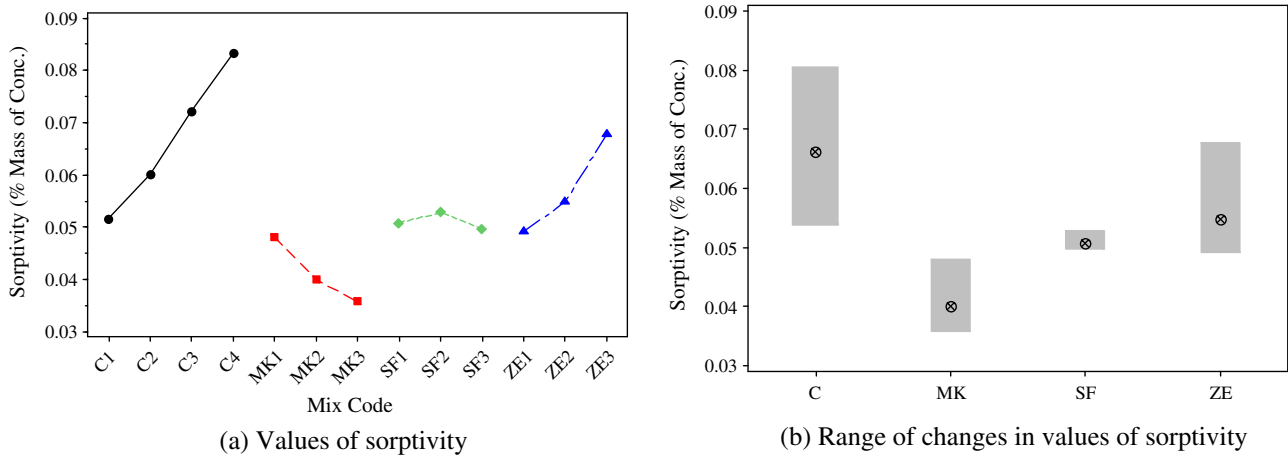 0.09
0.08
0.07
0.06
0.05
0.04
0.03
Sorptivity (% Mass of Conc.)
C1
C2
C3
C4
MK1
MK2
MK3
SF1
SF2
SF3
ZE1
ZE2
ZE3
Mix Code
(a) Values of sorptivity
0.09
0.08
0.07
0.06
0.05
0.04
0.03
Sorptivity (% Mass of Conc.)
C
MK
SF
ZE
(b) Range of changes in values of sorptivity